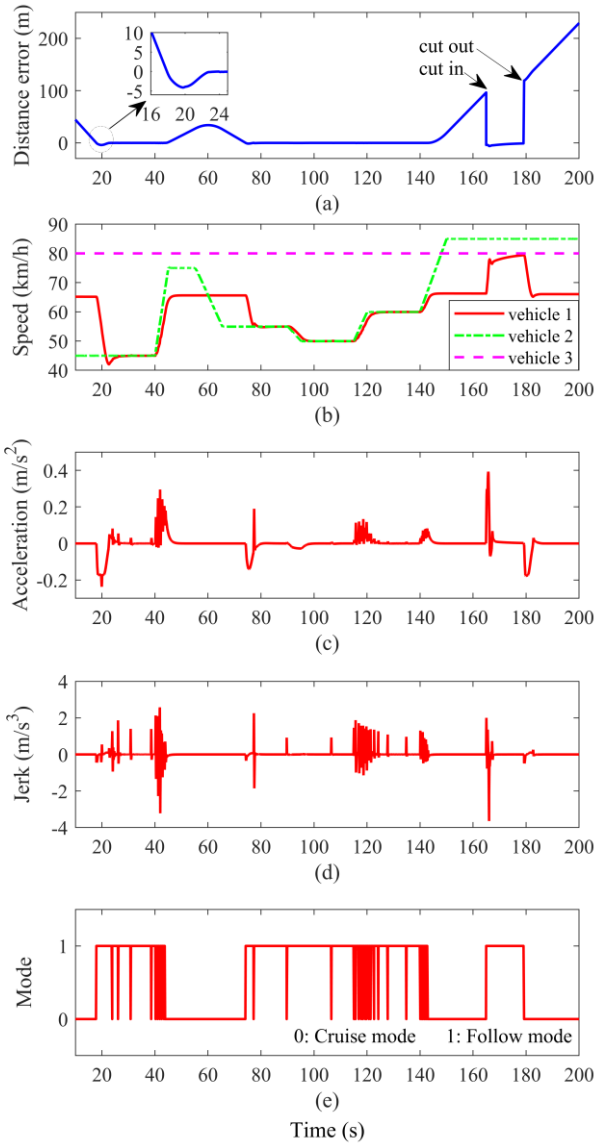 Distance error (m)
200
100
0
10
5
0
-5
16 20 24
cut out
cut in
20 40 60 80 100 120 140 160 180 200
(a)
Speed (km/h)
90
80
70
60
50
40
vehicle 1
vehicle 2
vehicle 3
20 40 60 80 100 120 140 160 180 200
(b)
Acceleration (m/s²)
0.4
0.2
0
-0.2
20 40 60 80 100 120 140 160 180 200
(c)
Jerk (m/s³)
4
2
0
-2
-4
20 40 60 80 100 120 140 160 180 200
(d)
Mode
1
0
0: Cruise mode 1: Follow mode
20 40 60 80 100 120 140 160 180 200
(e)
Time (s)